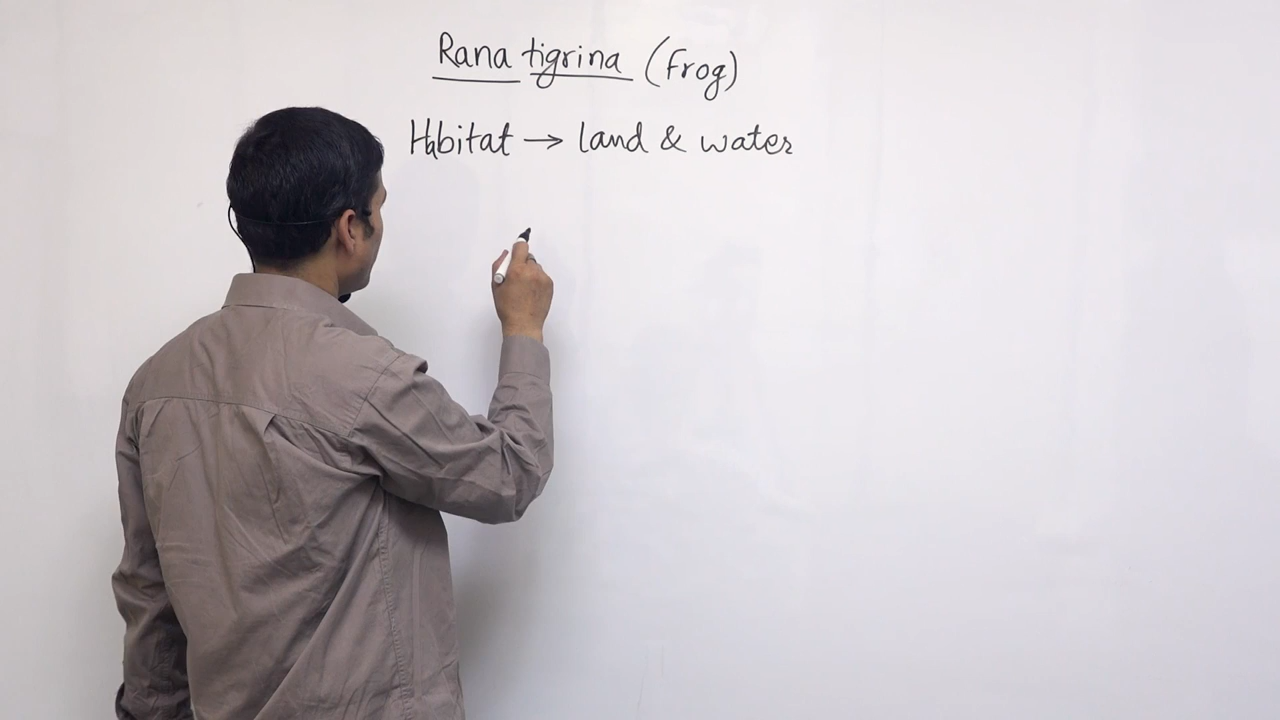 Rana tigrina (frog)
Habitat → land & water